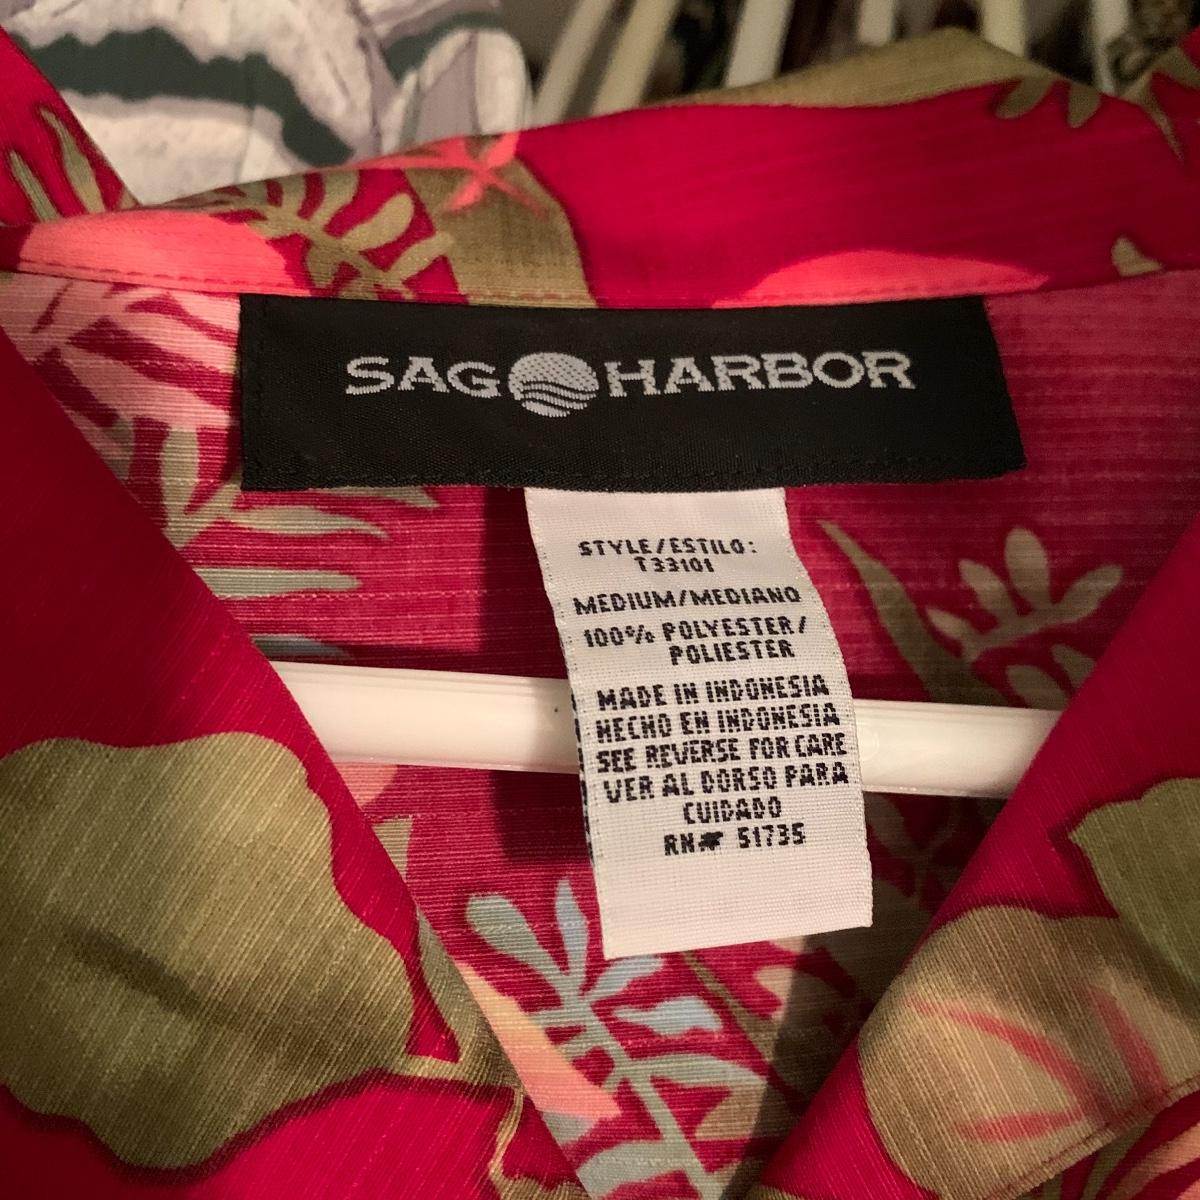 SAG HARBOR
STYLE/ESTILO:
T33101
MEDIUM/MEDIANO
100% POLYESTER/
POLIESTER
MADE IN INDONESIA
HECHO EN INDONESIA
SEE REVERSE FOR CARE
VER AL DORSO PARA
CUIDADO
RN# 51735